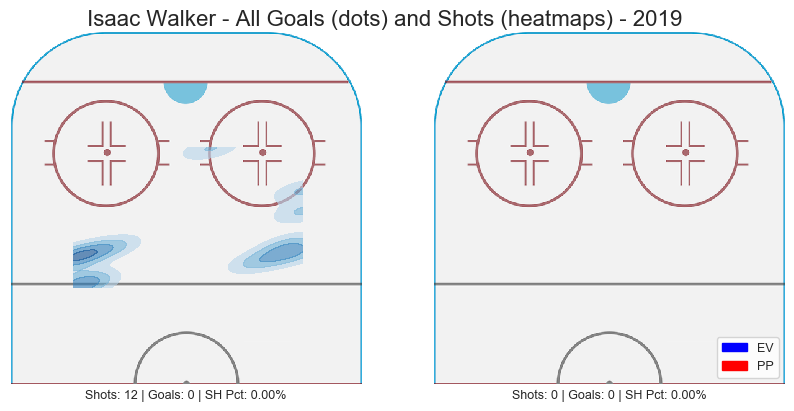 Isaac Walker - All Goals (dots) and Shots (heatmaps) - 2019
EV
PP
Shots: 12 | Goals: 0 | SH Pct: 0.00%
Shots: 0 | Goals: 0 | SH Pct: 0.00%